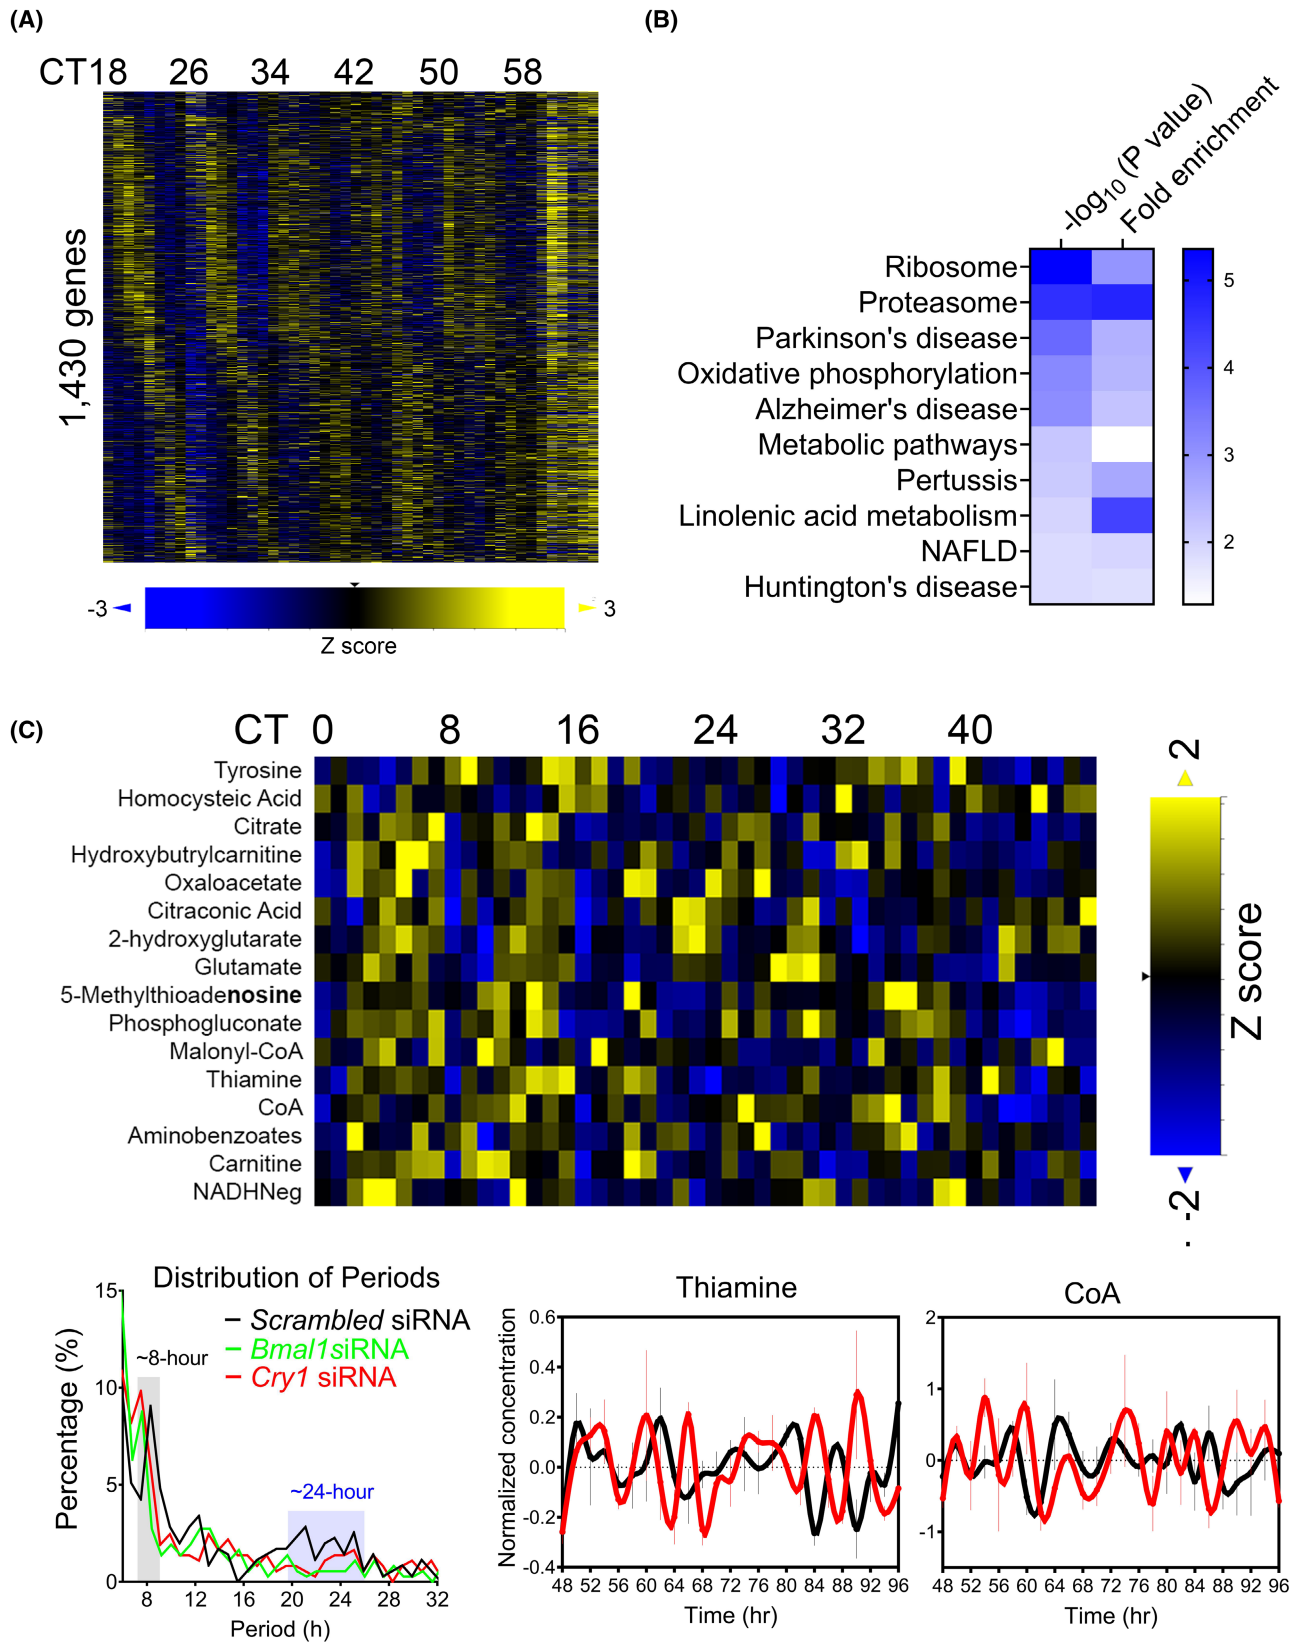 (A)
CT18 26 34 42 50 58
1,430 genes
-3 3
Z score
(B)
-log10 (P value)
Fold enrichment
Ribosome
Proteasome
Parkinson's disease
Oxidative phosphorylation
Alzheimer's disease
Metabolic pathways
Pertussis
Linolenic acid metabolism
NAFLD
Huntington's disease
5
4
3
2
(C)
CT 0 8 16 24 32 40
Tyrosine
Homocysteic Acid
Citrate
Hydroxybutrylcarnitine
Oxaloacetate
Citraconic Acid
2-hydroxyglutarate
Glutamate
5-Methylthioadenosine
Phosphogluconate
Malonyl-CoA
Thiamine
CoA
Aminobenzoates
Carnitine
NADHNeg
2
Z score
-2
Distribution of Periods
Scrambled siRNA
Bmal1siRNA
Cry1 siRNA
~8-hour
~24-hour
Percentage (%)
15
10
5
0
8 12 16 20 24 28 32
Period (h)
Thiamine
Normalized concentration
0.6
0.4
0.2
0.0
-0.2
-0.4
48 52 56 60 64 68 72 76 80 84 88 92 96
Time (hr)
CoA
2
1
0
-1
48 52 56 60 64 68 72 76 80 84 88 92 96
Time (hr)